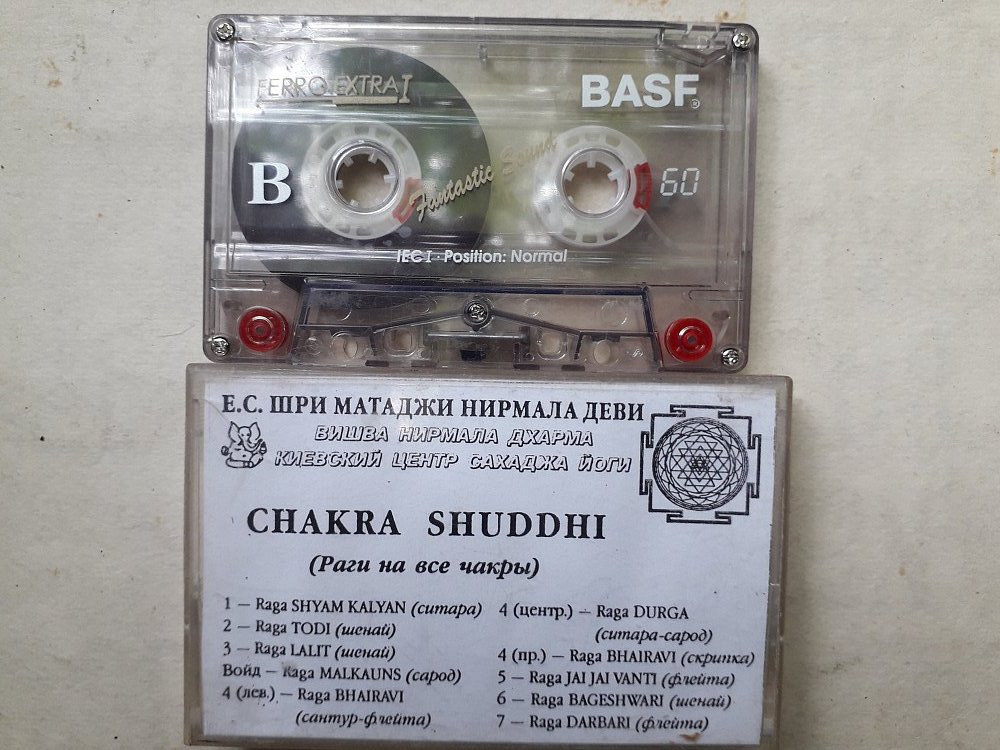 FERRO EXTRA I
BASF
B
Fantastic Sound
60
IEC I · Position: Normal
Е.С. ШРИ МАТАДЖИ НИРМАЛА ДЕВИ
ВИШВА НИРМАЛА ДХАРМА
КИЕВСКИЙ ЦЕНТР САХАДЖА ЙОГИ
CHAKRA SHUDDHI
(Раги на все чакры)
1 – Raga SHYAM KALYAN (ситара)
2 – Raga TODI (шенай)
3 – Raga LALIT (шенай)
Войд – Raga MALKAUNS (сарод)
4 (лев.) – Raga BHAIRAVI
(сантур-флейта)
4 (центр.) – Raga DURGA
(ситара-сарод)
4 (пр.) – Raga BHAIRAVI (скрипка)
5 – Raga JAI JAI VANTI (флейта)
6 – Raga BAGESHWARI (шенай)
7 – Raga DARBARI (флейта)